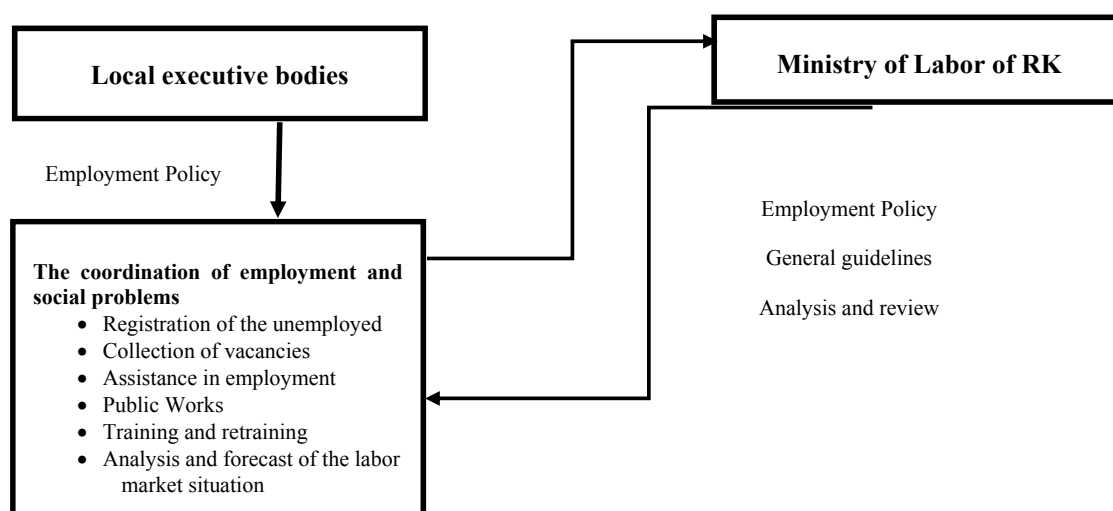 Local executive bodies
Ministry of Labor of RK
Employment Policy
The coordination of employment and
social problems
• Registration of the unemployed
• Collection of vacancies
• Assistance in employment
• Public Works
• Training and retraining
• Analysis and forecast of the labor
market situation
Employment Policy
General guidelines
Analysis and review